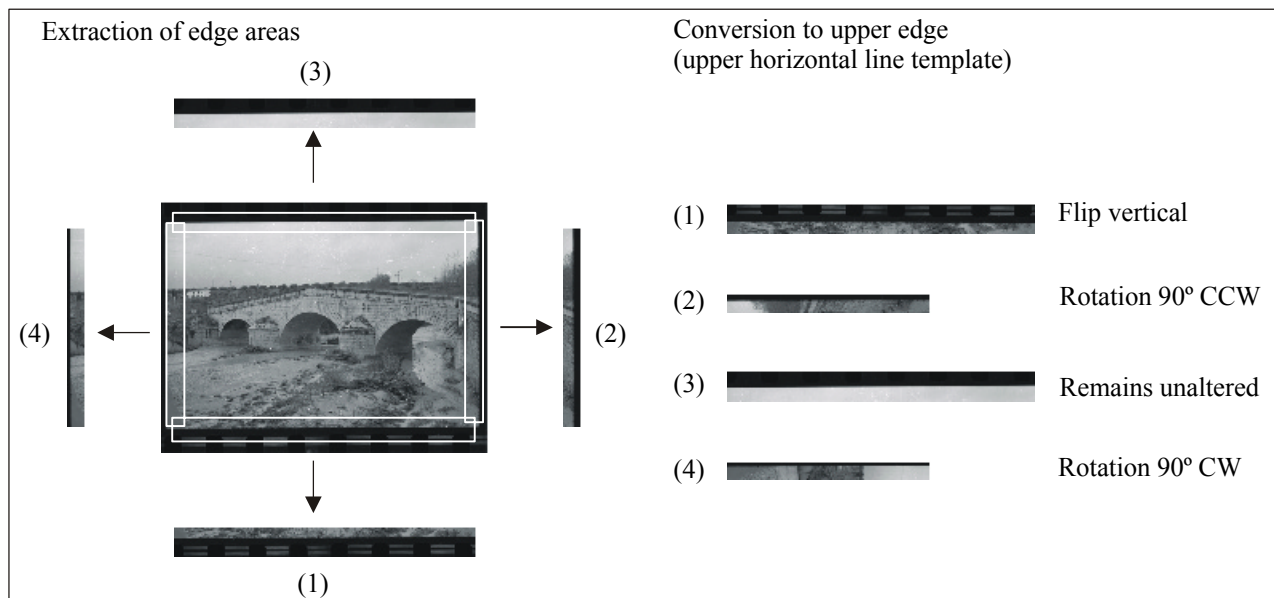 Extraction of edge areas
(3)
(4)
(2)
(1)
Conversion to upper edge
(upper horizontal line template)
(1) Flip vertical
(2) Rotation 90º CCW
(3) Remains unaltered
(4) Rotation 90º CW